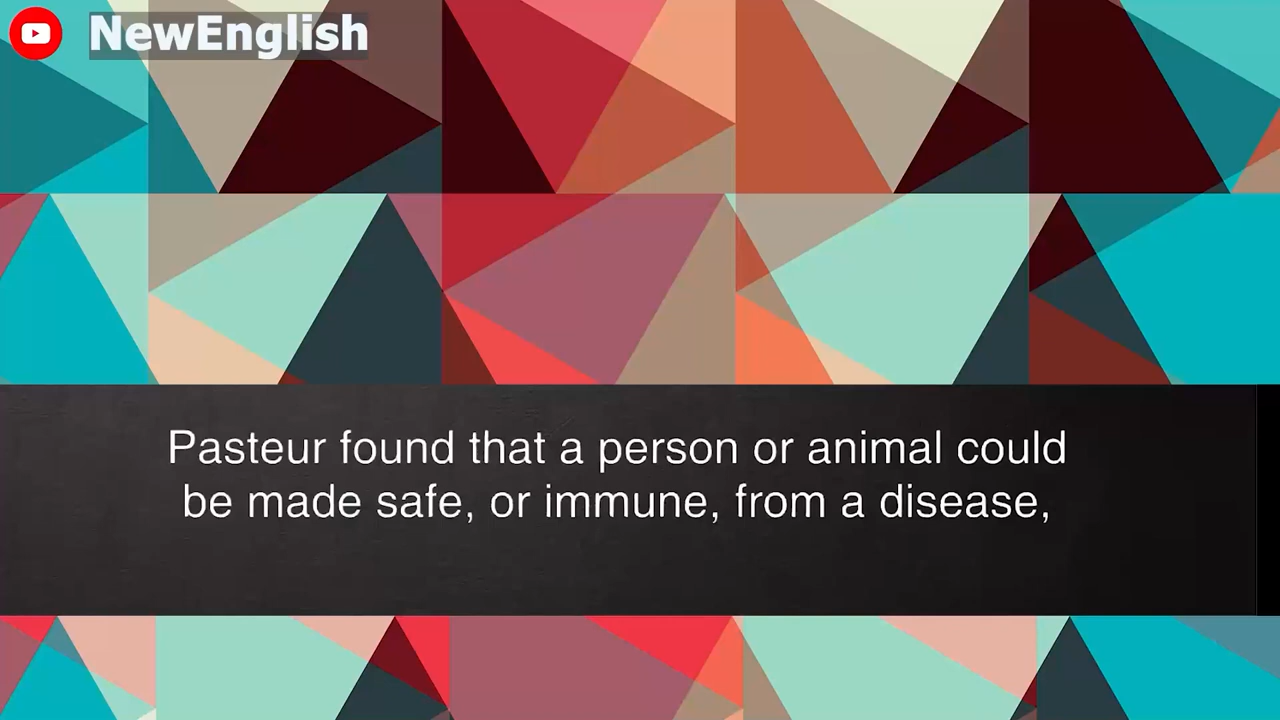 NewEnglish
Pasteur found that a person or animal could
be made safe, or immune, from a disease,